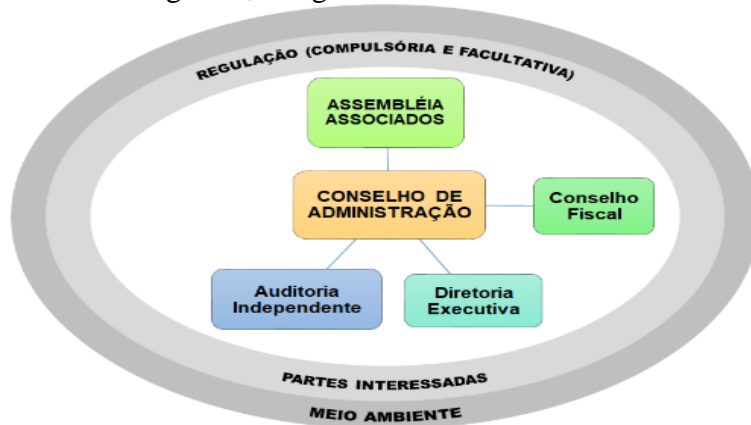 REGULAÇÃO (COMPULSÓRIA E FACULTATIVA)
ASSEMBLÉIA
ASSOCIADOS
CONSELHO DE
ADMINISTRAÇÃO
Conselho
Fiscal
Auditoria
Independente
Diretoria
Executiva
PARTES INTERESSADAS
MEIO AMBIENTE